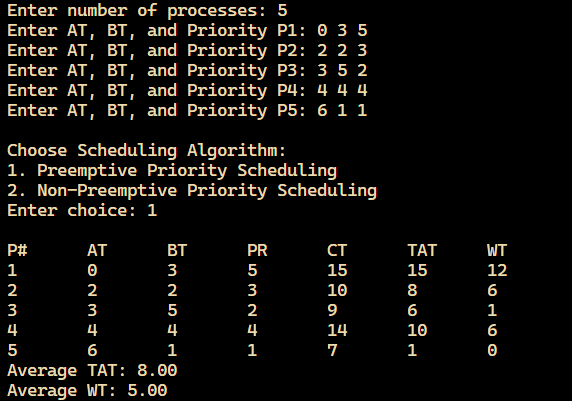 Enter number of processes: 5
Enter AT, BT, and Priority P1: 0 3 5
Enter AT, BT, and Priority P2: 2 2 3
Enter AT, BT, and Priority P3: 3 5 2
Enter AT, BT, and Priority P4: 4 4 4
Enter AT, BT, and Priority P5: 6 1 1

Choose Scheduling Algorithm:
1. Preemptive Priority Scheduling
2. Non-Preemptive Priority Scheduling
Enter choice: 1

P#      AT      BT      PR      CT      TAT     WT
1       0       3       5       15      15      12
2       2       2       3       10      8       6
3       3       5       2       9       6       1
4       4       4       4       14      10      6
5       6       1       1       7       1       0
Average TAT: 8.00
Average WT: 5.00